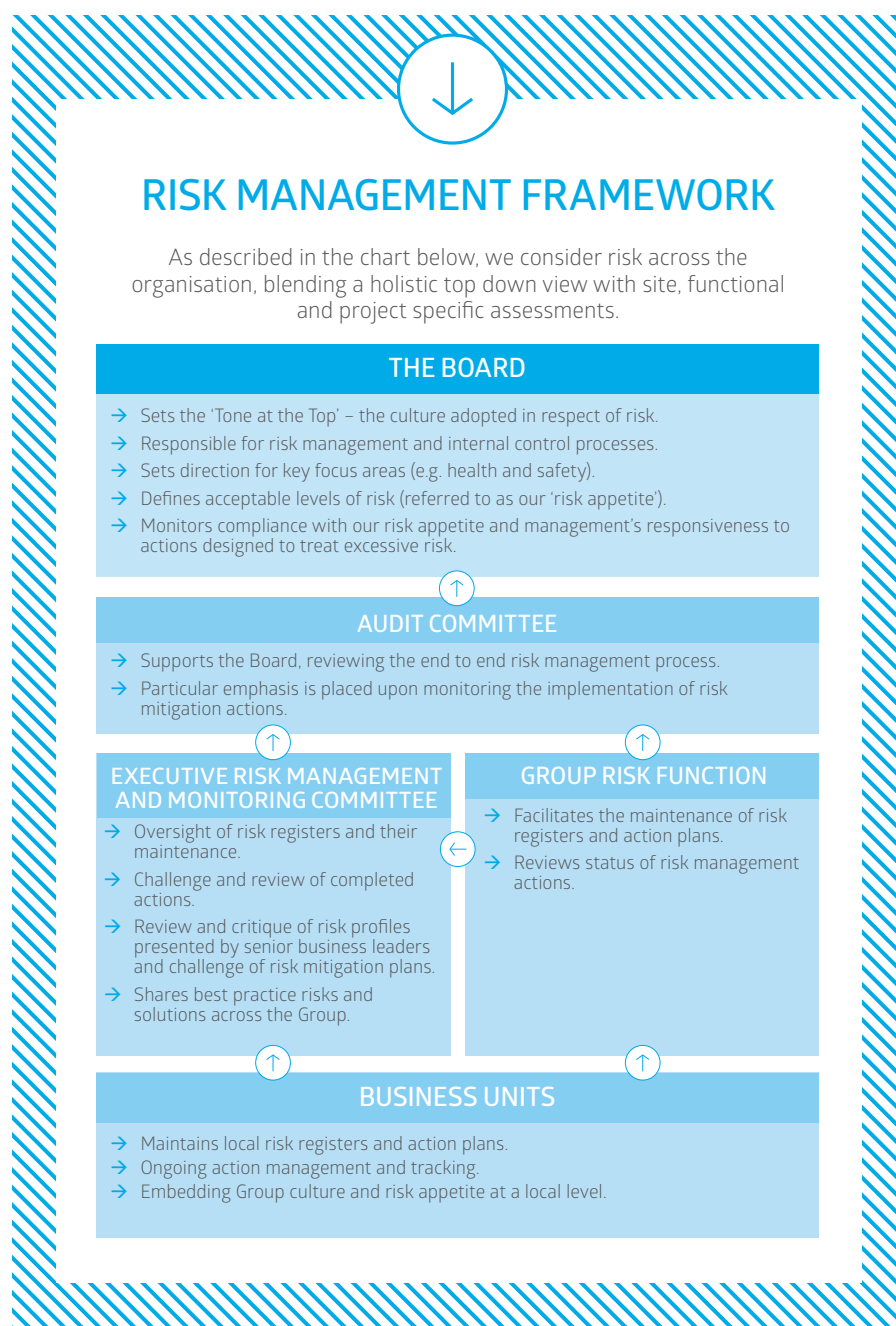 RISK MANAGEMENT FRAMEWORK
As described in the chart below, we consider risk across the
organisation, blending a holistic top down view with site, functional
and project specific assessments.
THE BOARD
→ Sets the ‘Tone at the Top’ – the culture adopted in respect of risk.
→ Responsible for risk management and internal control processes.
→ Sets direction for key focus areas (e.g. health and safety).
→ Defines acceptable levels of risk (referred to as our ‘risk appetite’).
→ Monitors compliance with our risk appetite and management’s responsiveness to
actions designed to treat excessive risk.
AUDIT COMMITTEE
→ Supports the Board, reviewing the end to end risk management process.
→ Particular emphasis is placed upon monitoring the implementation of risk
mitigation actions.
EXECUTIVE RISK MANAGEMENT
AND MONITORING COMMITTEE
→ Oversight of risk registers and their
maintenance.
→ Challenge and review of completed
actions.
→ Review and critique of risk profiles
presented by senior business leaders
and challenge of risk mitigation plans.
→ Shares best practice risks and
solutions across the Group.
GROUP RISK FUNCTION
→ Facilitates the maintenance of risk
registers and action plans.
→ Reviews status of risk management
actions.
BUSINESS UNITS
→ Maintains local risk registers and action plans.
→ Ongoing action management and tracking.
→ Embedding Group culture and risk appetite at a local level.